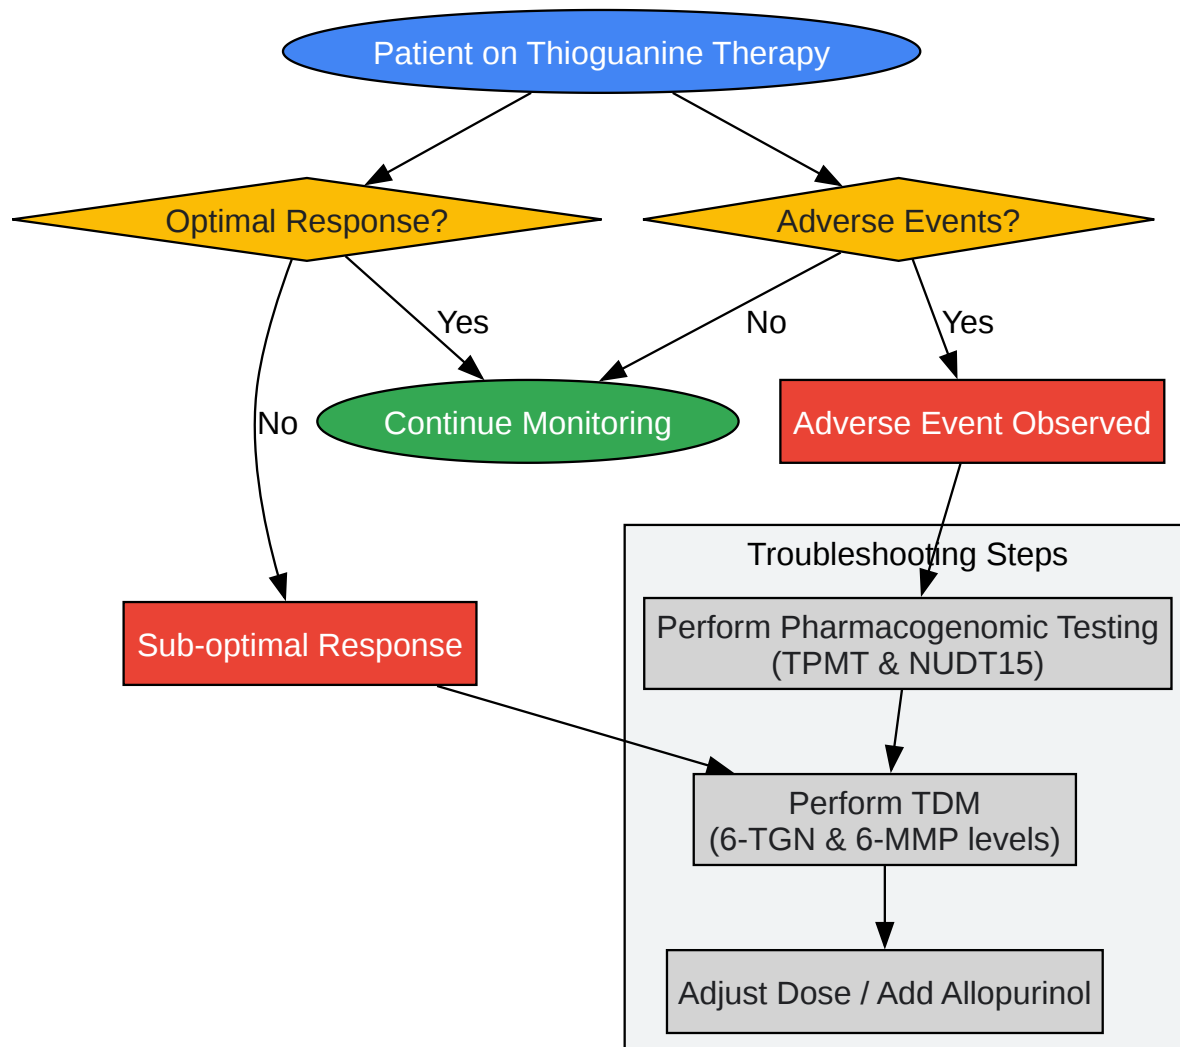 Patient on Thioguanine Therapy
Optimal Response?
Adverse Events?
Yes
No
Yes
No
Continue Monitoring
Adverse Event Observed
Troubleshooting Steps
Sub-optimal Response
Perform Pharmacogenomic Testing
(TPMT & NUDT15)
Perform TDM
(6-TGN & 6-MMP levels)
Adjust Dose / Add Allopurinol